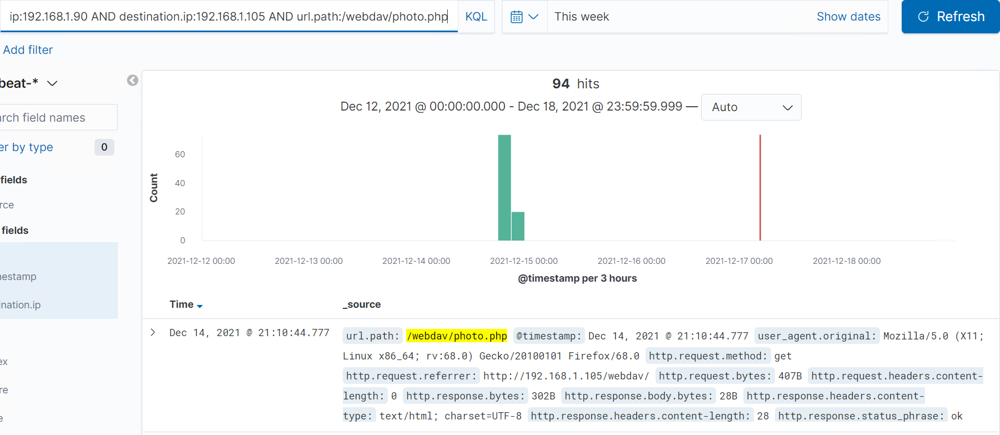 ip:192.168.1.90 AND destination.ip:192.168.1.105 AND url.path:/webdav/photo.php KQL This week Show dates Refresh
Add filter
beat-*
94 hits
Dec 12, 2021 @ 00:00:00.000 - Dec 18, 2021 @ 23:59:59.999 — Auto
arch field names
er by type 0
fields
rce
fields
nestamp
ination.ip
ex
re
e
Count
60
40
20
0
2021-12-12 00:00 2021-12-13 00:00 2021-12-14 00:00 2021-12-15 00:00 2021-12-16 00:00 2021-12-17 00:00 2021-12-18 00:00
@timestamp per 3 hours
Time _source
Dec 14, 2021 @ 21:10:44.777 url.path: /webdav/photo.php @timestamp: Dec 14, 2021 @ 21:10:44.777 user_agent.original: Mozilla/5.0 (X11;
Linux x86_64; rv:68.0) Gecko/20100101 Firefox/68.0 http.request.method: get
http.request.referrer: http://192.168.1.105/webdav/ http.request.bytes: 407B http.request.headers.content-
length: 0 http.response.bytes: 302B http.response.body.bytes: 28B http.response.headers.content-
type: text/html; charset=UTF-8 http.response.headers.content-length: 28 http.response.status_phrase: ok